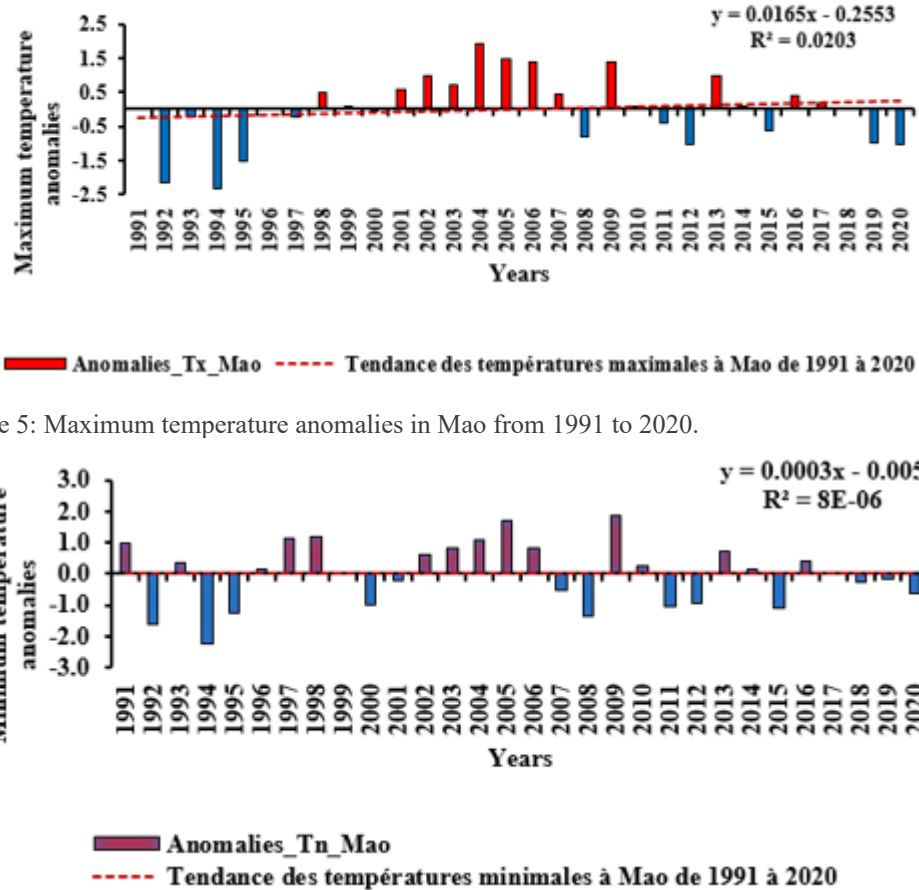 y = 0.0165x - 0.2553
R² = 0.0203
Maximum temperature
anomalies
2.5
1.5
0.5
-0.5
-1.5
-2.5
1991 1992 1993 1994 1995 1996 1997 1998 1999 2000 2001 2002 2003 2004 2005 2006 2007 2008 2009 2010 2011 2012 2013 2014 2015 2016 2017 2018 2019 2020
Years
Anomalies_Tx_Mao Tendance des températures maximales à Mao de 1991 à 2020
e 5: Maximum temperature anomalies in Mao from 1991 to 2020.
y = 0.0003x - 0.005
R² = 8E-06
temperature
anomalies
3.0
2.0
1.0
0.0
-1.0
-2.0
-3.0
1991 1992 1993 1994 1995 1996 1997 1998 1999 2000 2001 2002 2003 2004 2005 2006 2007 2008 2009 2010 2011 2012 2013 2014 2015 2016 2017 2018 2019 2020
Years
Anomalies_Tn_Mao
Tendance des températures minimales à Mao de 1991 à 2020